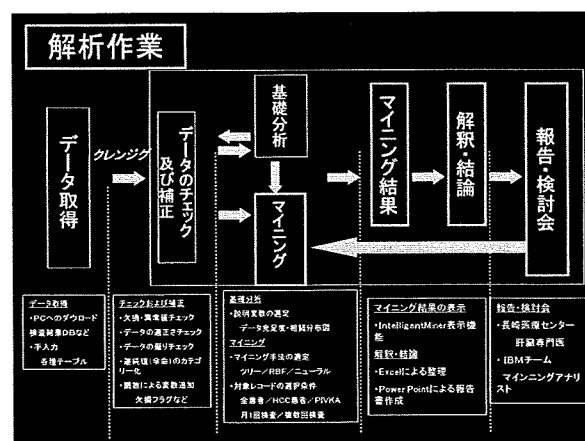 解析作業
データ取得
クレンジング
データのチェック
及び補正
基礎分析
マイニング
マイニング結果
解釈・結論
報告・検討会
データ取得
・PCへのダウロード
検査結果DBなど
・手入力
各種テーブル
チェックおよび補正
・欠損・異常値チェック
・データの適正さチェック
・データの偏りチェック
・連続値(余命)のカテゴリ
ー化
・関数による変数追加
欠損フラグなど
基礎分析
・説明変数の選定
データ充足度・相関分布図
マイニング
・マイニング手法の選定
ツリー/RBF/ニューラル
・対象レコードの選択条件
全患者/HCC患者/PIVKA
月1回検査/複数回検査
マイニング結果の表示
・IntelligentMiner表示機
能
解釈・結論
・Excelによる整理
・Power Pointによる報告
書作成
報告・検討会
・長崎医療センター
肝臓専門医
・IBMチーム
マインニングアナリ
スト